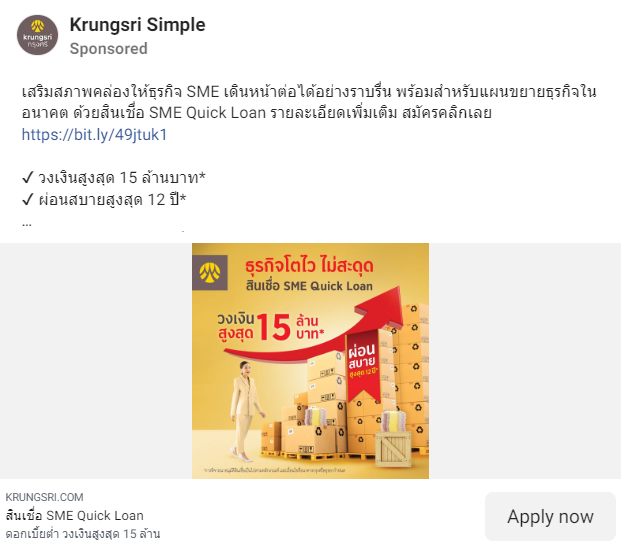 krungsri
กรุงศรี
Krungsri Simple
Sponsored
เสริมสภาพคล่องให้ธุรกิจ SME เดินหน้าต่อได้อย่างราบรื่น พร้อมสำหรับแผนขยายธุรกิจใน
อนาคต ด้วยสินเชื่อ SME Quick Loan รายละเอียดเพิ่มเติม สมัครคลิกเลย
https://bit.ly/49jtuk1
✓ วงเงินสูงสุด 15 ล้านบาท*
✓ ผ่อนสบายสูงสุด 12 ปี*
...
ธุรกิจโตไว ไม่สะดุด
สินเชื่อ SME Quick Loan
วงเงิน
สูงสุด 15 ล้าน
บาท*
ผ่อน
สบาย
สูงสุด 12 ปี*
KRUNGSRI.COM
สินเชื่อ SME Quick Loan
ดอกเบี้ยต่ำ วงเงินสูงสุด 15 ล้าน
Apply now